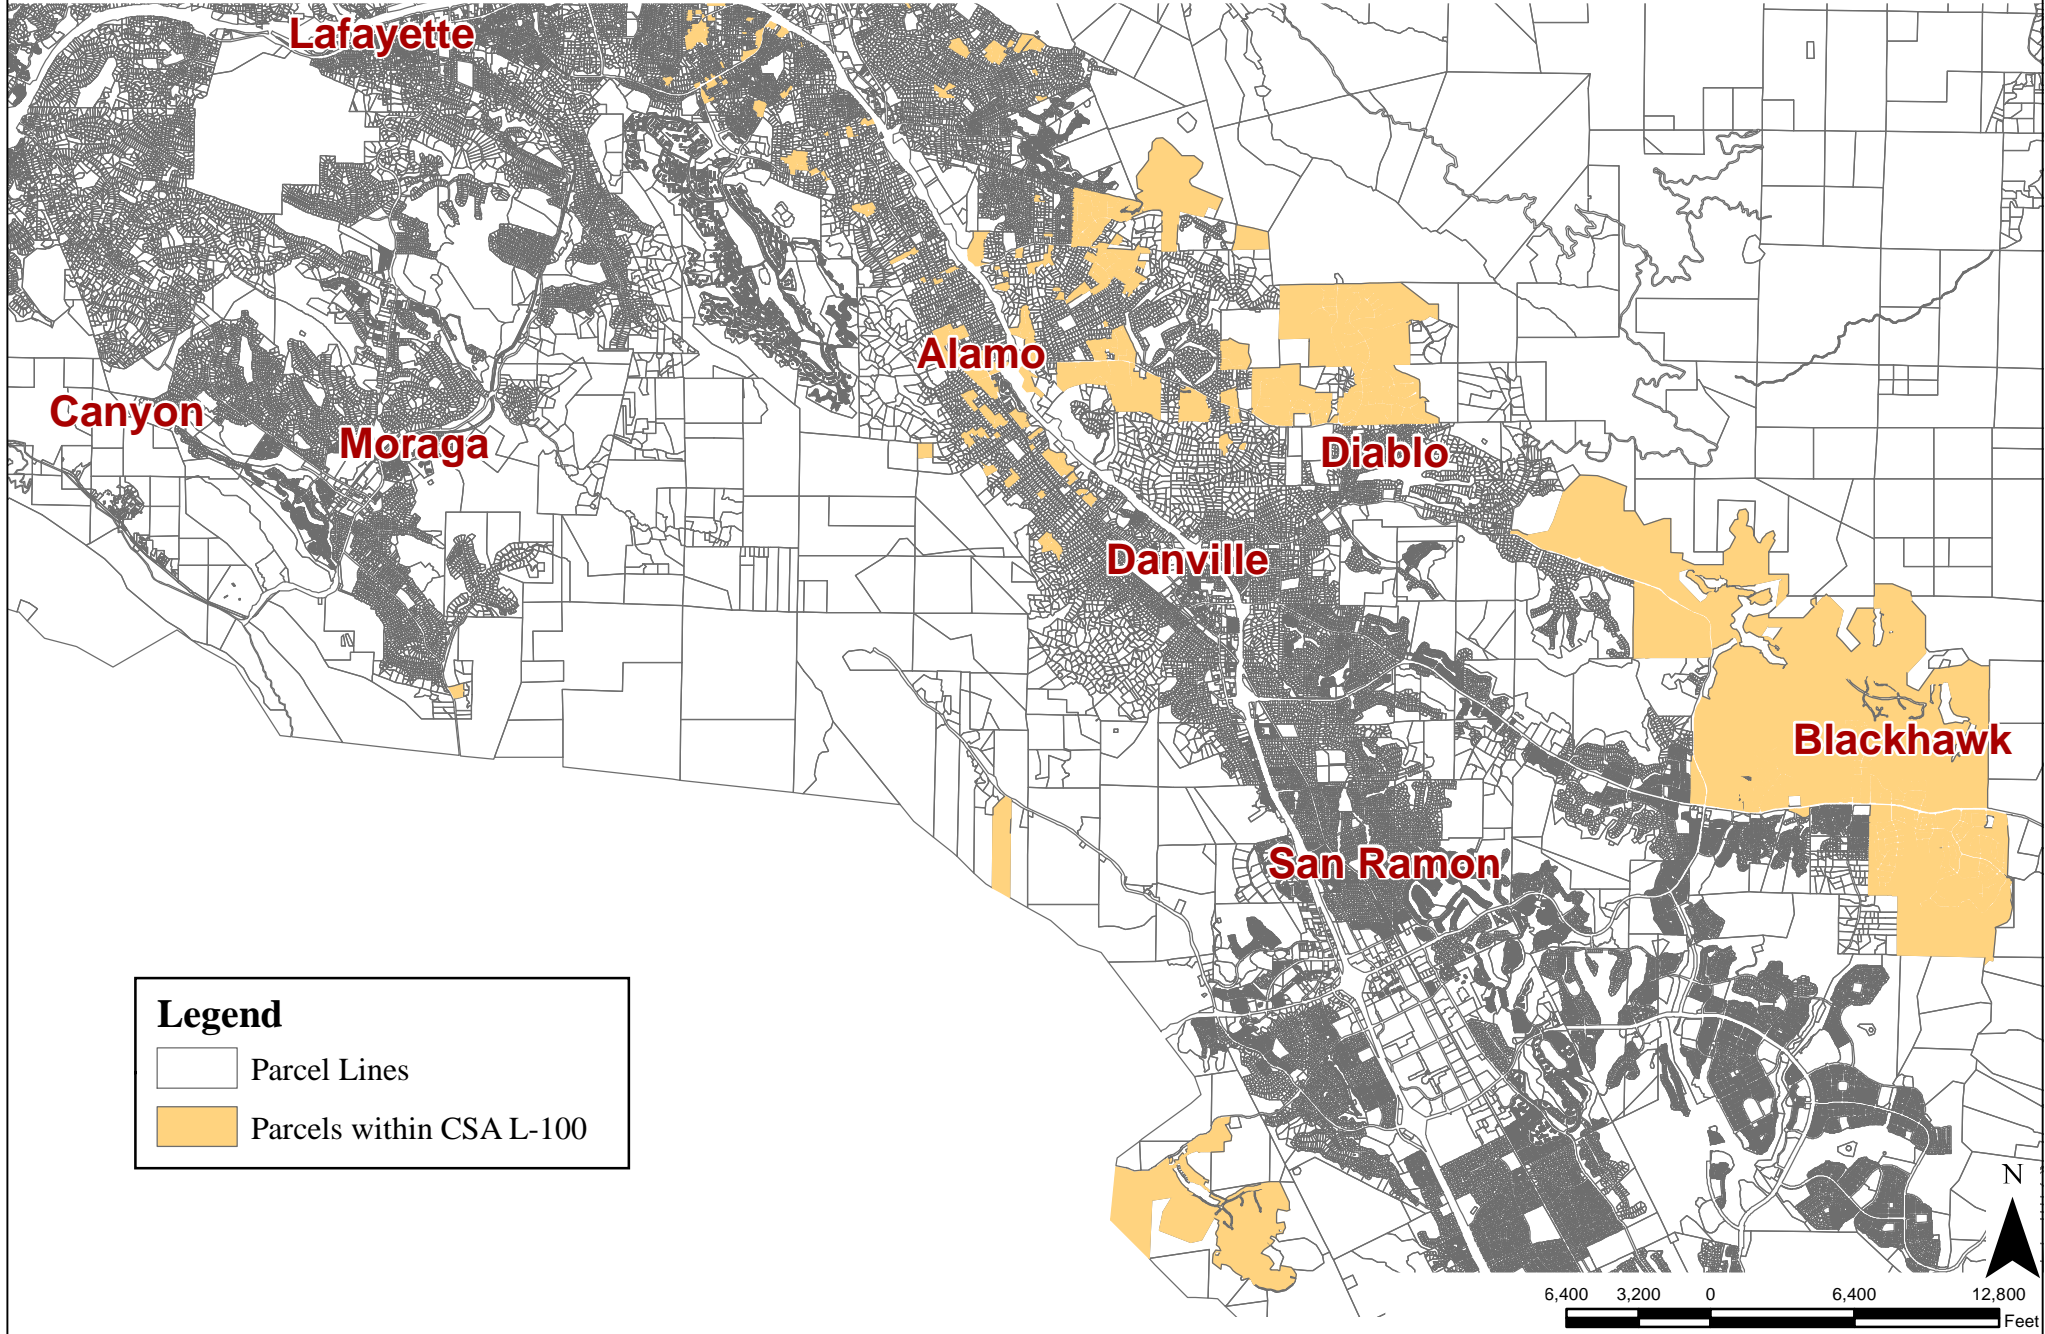 Lafayette
Alamo
Canyon
Moraga
Diablo
Danville
Blackhawk
San Ramon
Legend
Parcel Lines
Parcels within CSA L-100
N
6,400 3,200 0 6,400 12,800
Feet